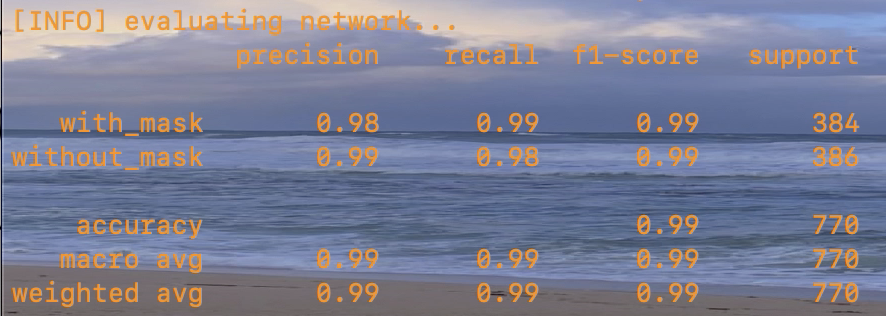 [INFO] evaluating network...
precision recall f1-score support
with_mask 0.98 0.99 0.99 384
without_mask 0.99 0.98 0.99 386
accuracy 0.99 770
macro avg 0.99 0.99 0.99 770
weighted avg 0.99 0.99 0.99 770